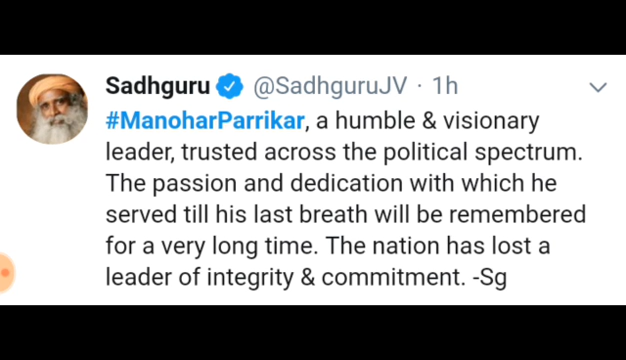 Sadhguru @SadhguruJV · 1h
#ManoharParrikar, a humble & visionary
leader, trusted across the political spectrum.
The passion and dedication with which he
served till his last breath will be remembered
for a very long time. The nation has lost a
leader of integrity & commitment. -Sg